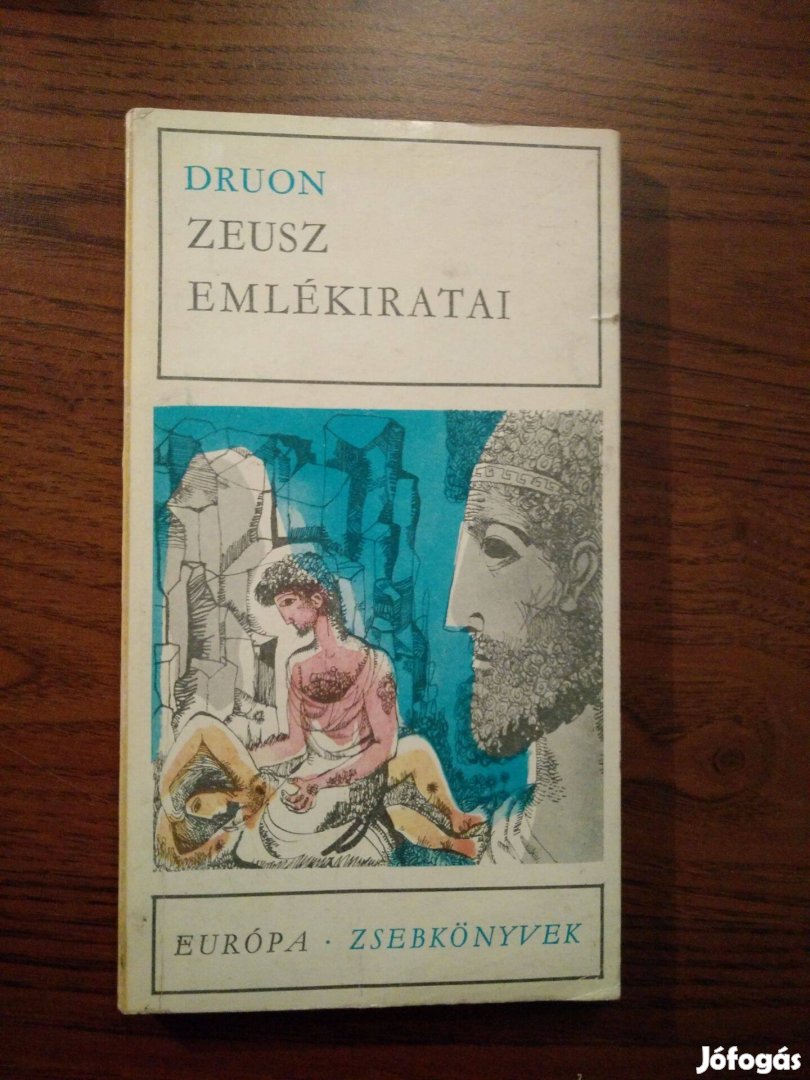 DRUON
ZEUSZ
EMLÉKIRATAI
EURÓPA · ZSEBKÖNYVEK
Jófogás